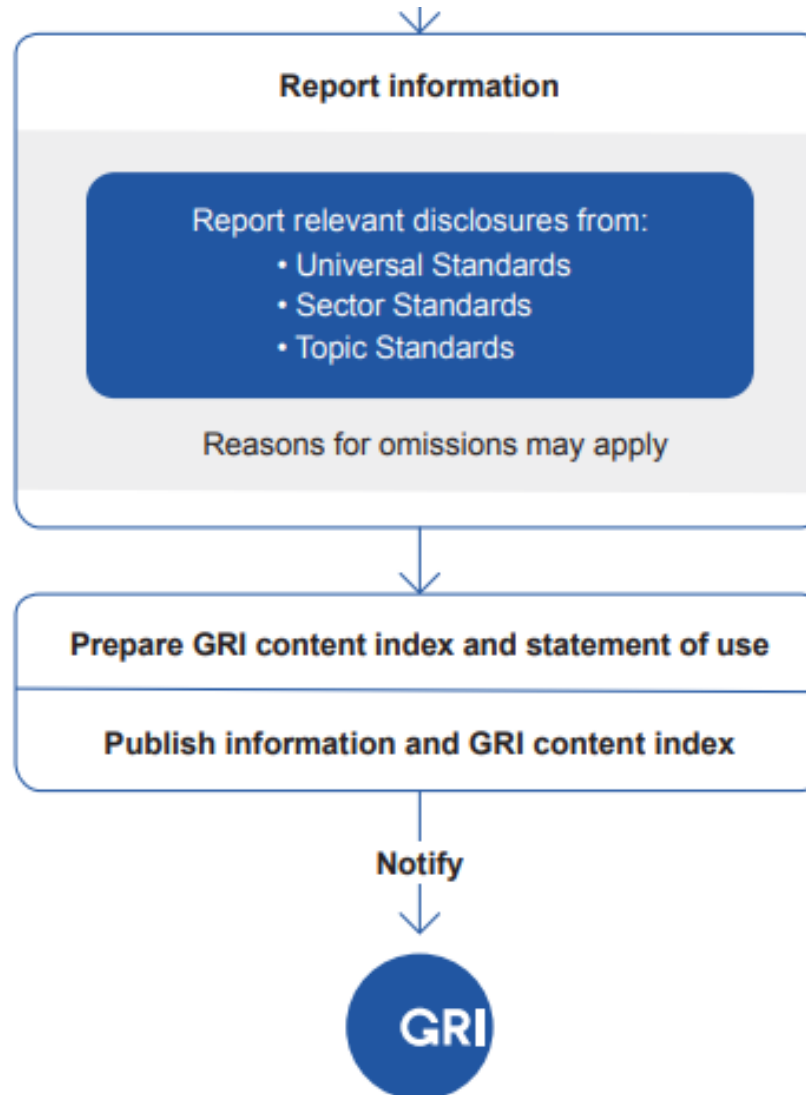 Report information
Report relevant disclosures from:
• Universal Standards
• Sector Standards
• Topic Standards
Reasons for omissions may apply
Prepare GRI content index and statement of use
Publish information and GRI content index
Notify
GRI